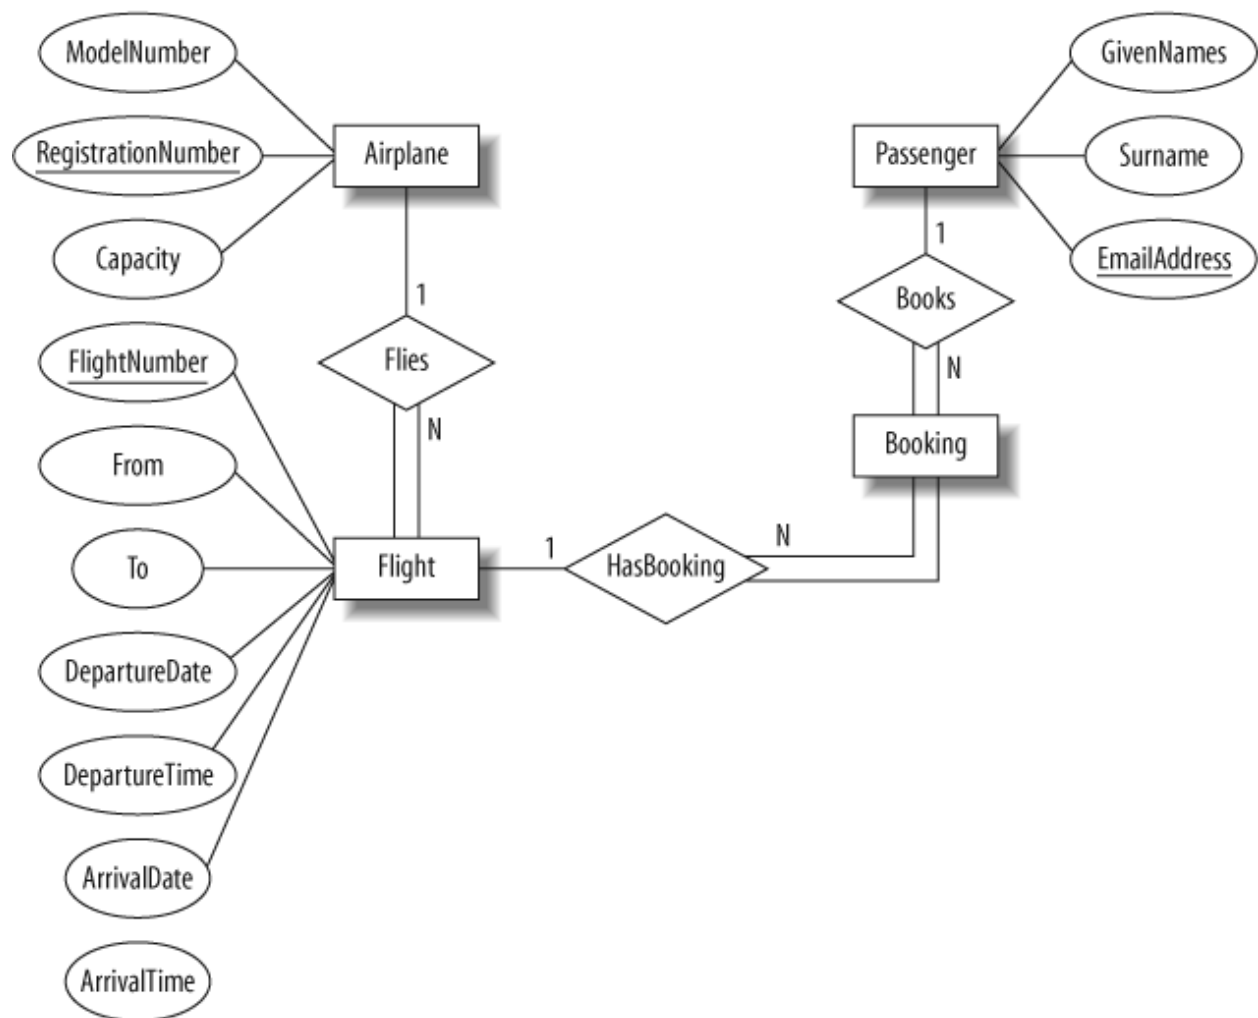 ModelNumber
GivenNames
RegistrationNumber
Airplane
Passenger
Surname
Capacity
1
1
EmailAddress
Books
FlightNumber
Flies
N
N
Booking
From
To
Flight
1
HasBooking
N
DepartureDate
DepartureTime
ArrivalDate
ArrivalTime